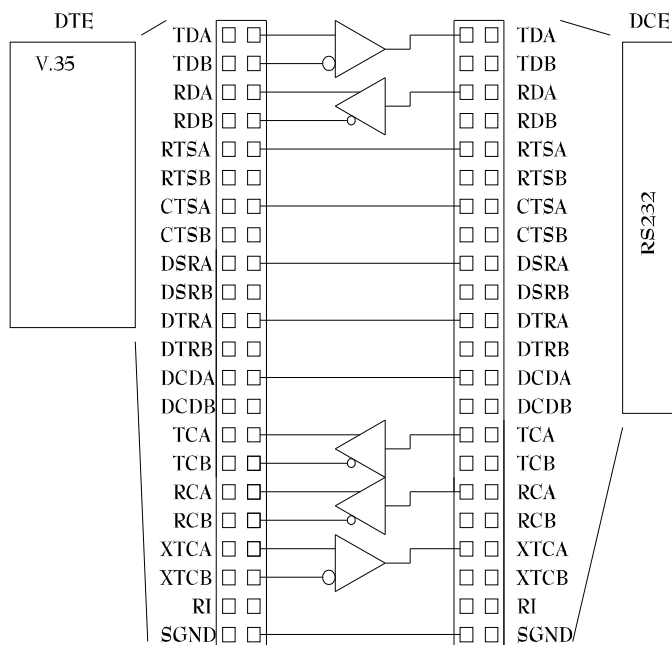 DTE
DCE
V.35
RS232
TDA TDA
TDB TDB
RDA RDA
RDB RDB
RTSA RTSA
RTSB RTSB
CTSA CTSA
CTSB CTSB
DSRA DSRA
DSRB DSRB
DTRA DTRA
DTRB DTRB
DCDA DCDA
DCDB DCDB
TCA TCA
TCB TCB
RCA RCA
RCB RCB
XTCA XTCA
XTCB XTCB
RI RI
SGND SGND